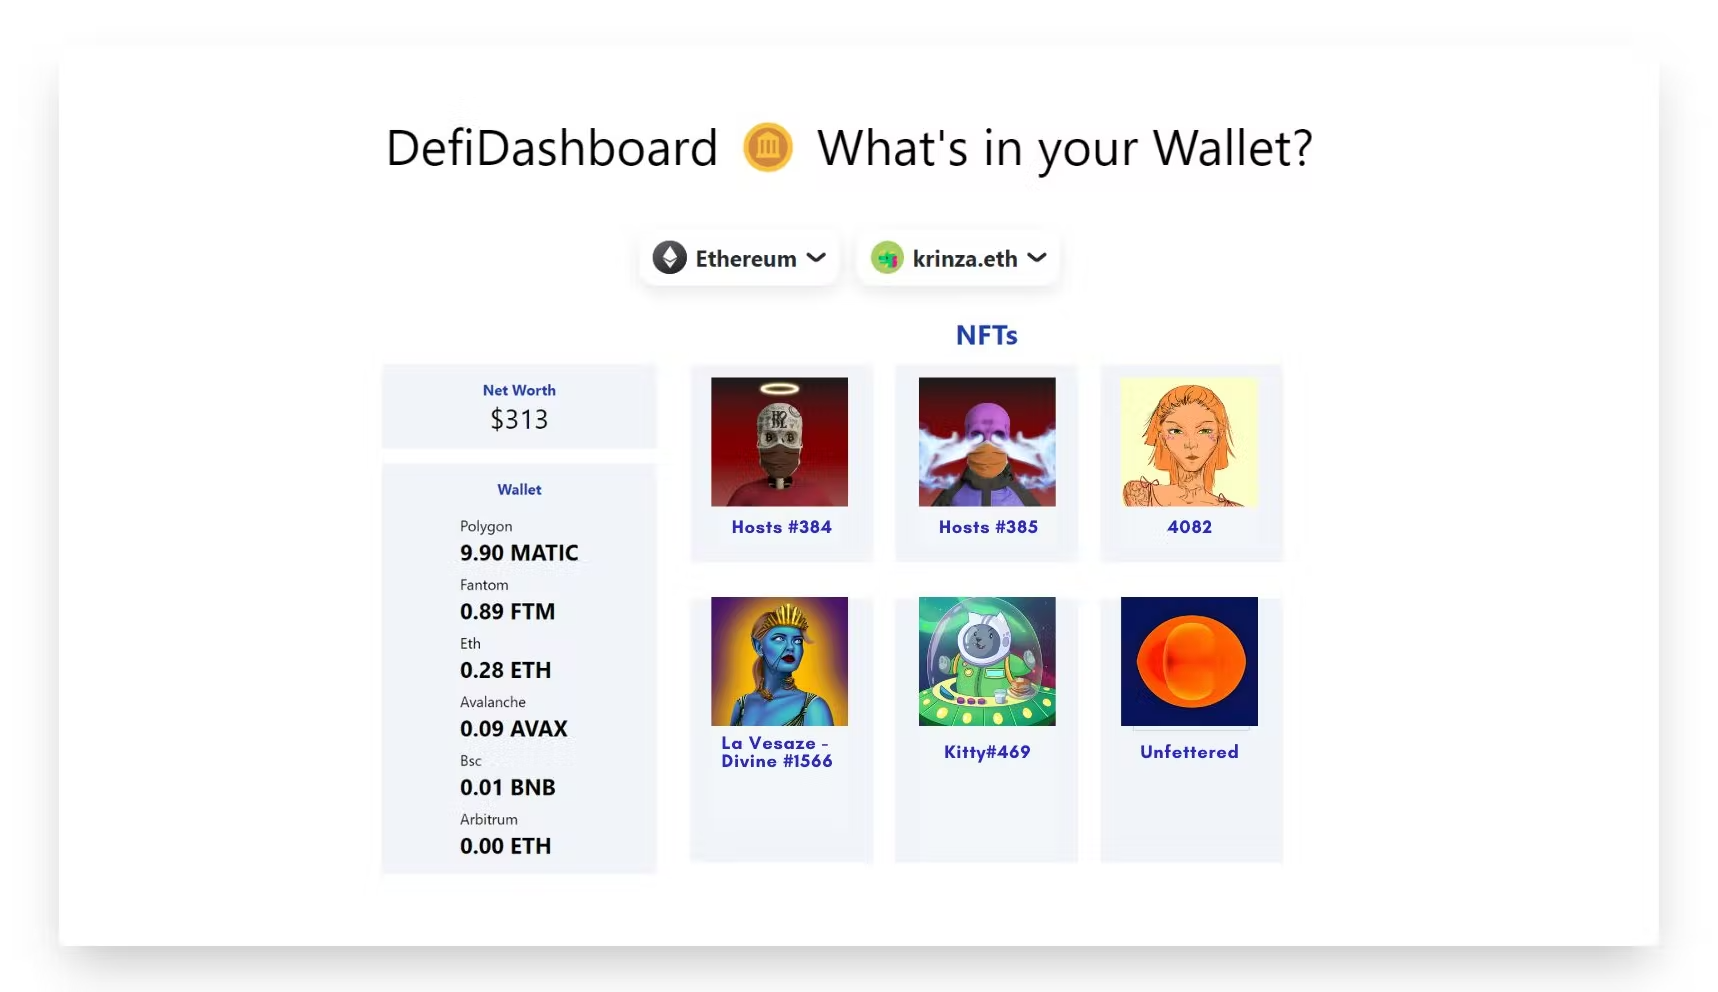 DefiDashboard What's in your Wallet?
Ethereum krinza.eth
NFTs
Net Worth
$313
Wallet
Polygon
9.90 MATIC
Fantom
0.89 FTM
Eth
0.28 ETH
Avalanche
0.09 AVAX
Bsc
0.01 BNB
Arbitrum
0.00 ETH
Hosts #384
Hosts #385
4082
La Vesaze -
Divine #1566
Kitty#469
Unfettered